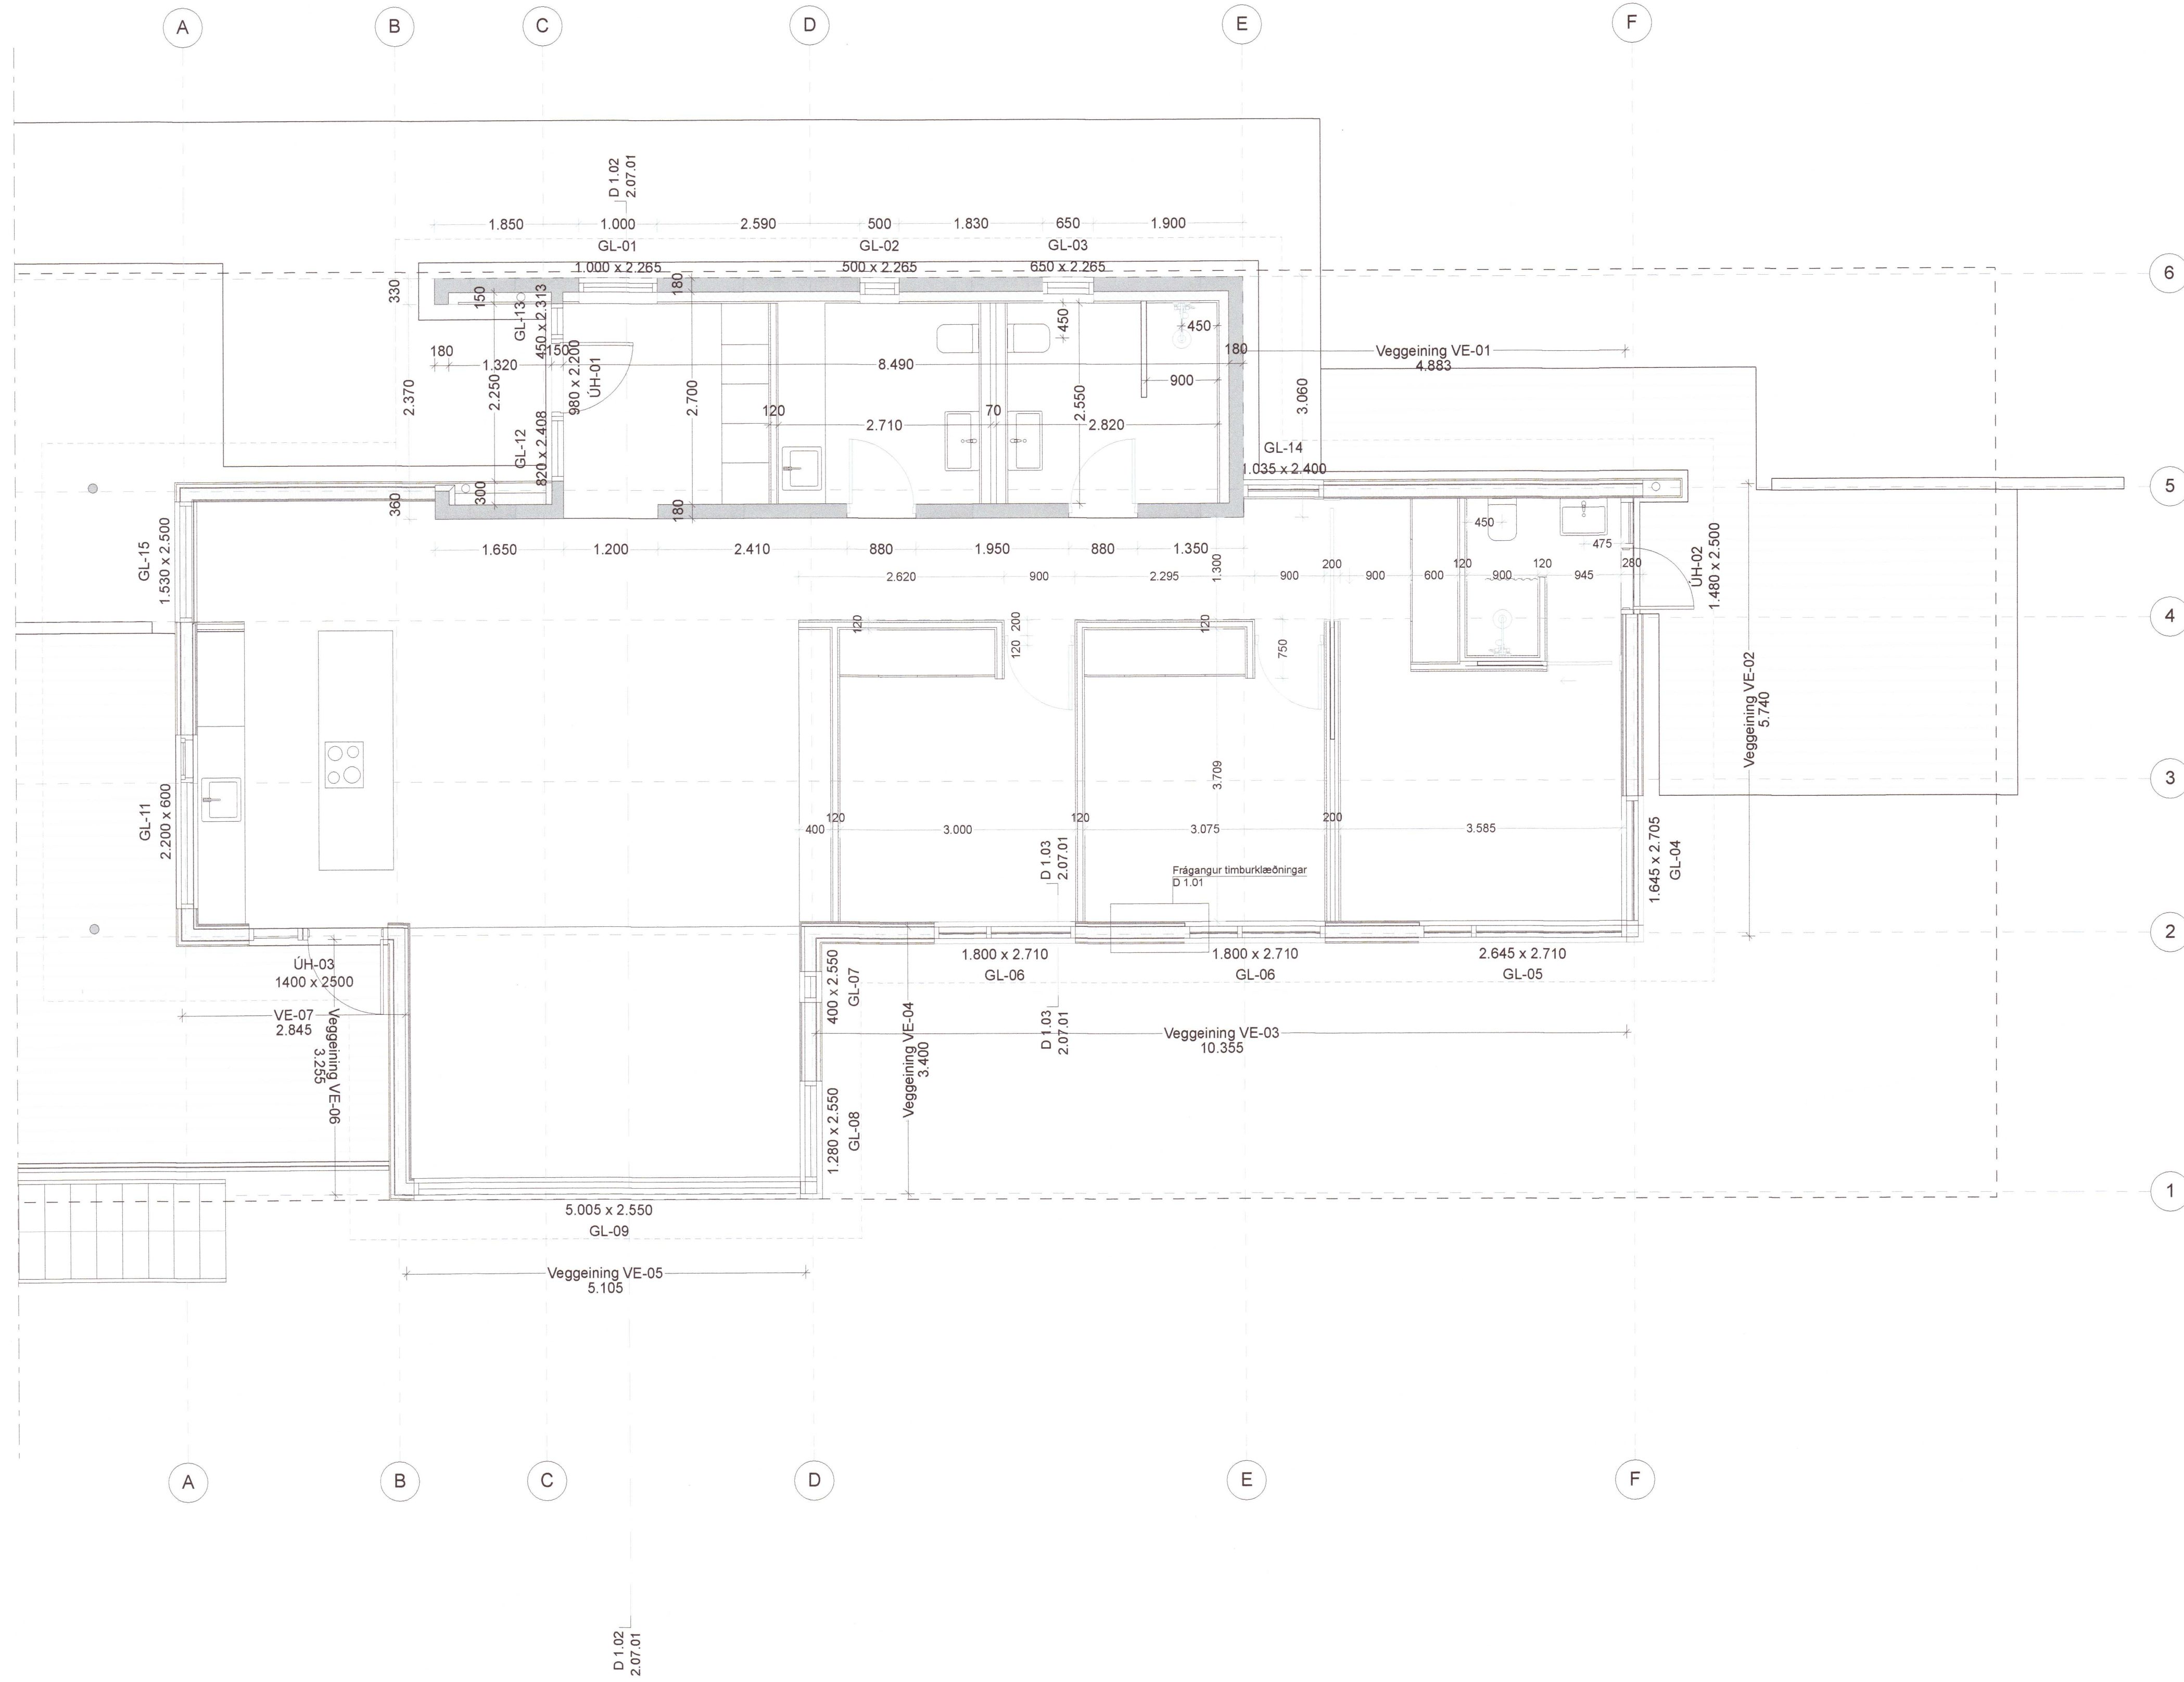 A B C D E F
D 1.02
2.07.01
1.850 1.000 2.590 500 1.830 650 1.900
GL-01 GL-02 GL-03
1.000 x 2.265 500 x 2.265 650 x 2.265
6
330
150
GL-13
450 x 2.313
180
450
450
180 1.320 150
8.490
180
Veggeining VE-01
4.883
980 x 2.200
ÚH-01
2.370
2.250
2.700
2.550
900
3.060
120
2.710
70
2.820
GL-12
820 x 2.408
GL-14
1.035 x 2.400
360
300
180
5
GL-15
1.530 x 2.500
450
475
ÚH-02
1.480 x 2.500
1.650 1.200 2.410 880 1.950 880 1.350
2.620 900 2.295 1.300 900 200 900 600 120 900 120 945 280
4
120
120 200
120
750
Veggeining VE-02
5.740
3
3.709
GL-11
2.200 x 600
400 120 3.000 120 3.075 200 3.585
D 1.03
2.07.01
Frágangur timburklæðningar
D 1.01
1.645 x 2.705
GL-04
2
ÚH-03
1400 x 2500
1.800 x 2.710 1.800 x 2.710 2.645 x 2.710
GL-06 GL-06 GL-05
400 x 2.550
GL-07
VE-07
2.845
Veggeining VE-06
3.255
Veggeining VE-04
3.400
D 1.03
2.07.01
Veggeining VE-03
10.355
1.280 x 2.550
GL-08
1
5.005 x 2.550
GL-09
Veggeining VE-05
5.105
A B C D E F
D 1.02
2.07.01